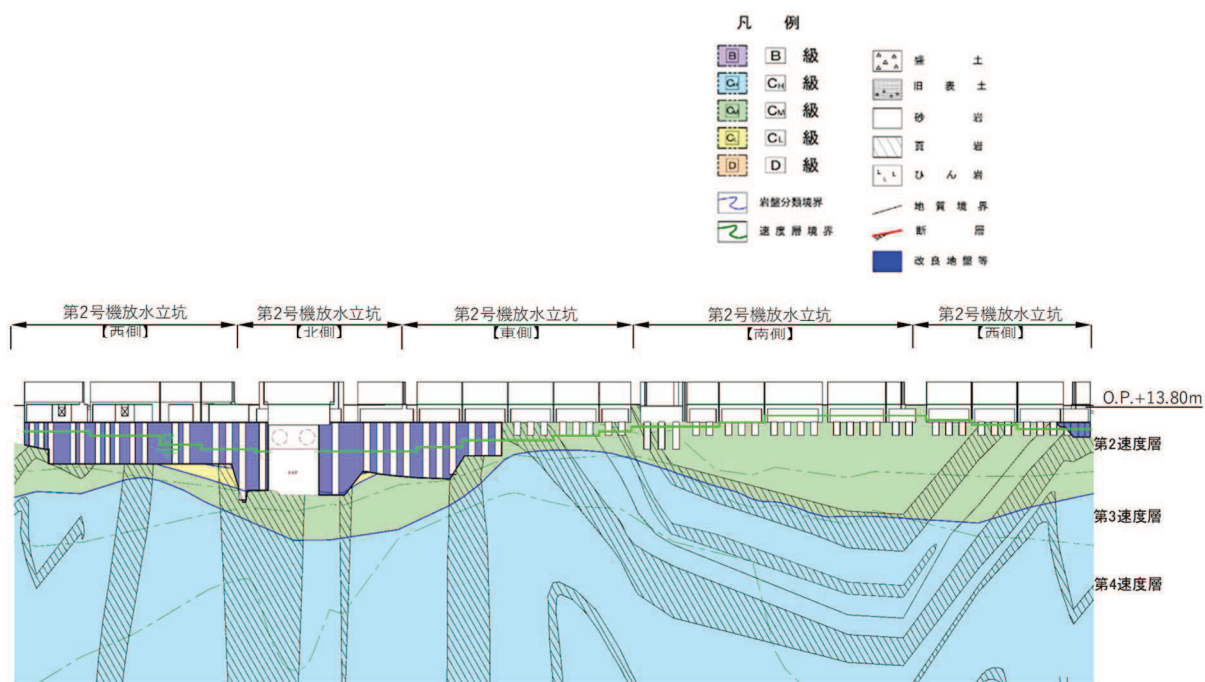 凡 例
B B 級
CH CH 級
CM CM 級
CL CL 級
D D 級
岩盤分類境界
速度層境界
盛 土
旧 表 土
砂 岩
頁 岩
ひ ん 岩
地 質 境 界
断 層
改良地盤等
第2号機放水立坑
【西側】
第2号機放水立坑
【北側】
第2号機放水立坑
【東側】
第2号機放水立坑
【南側】
第2号機放水立坑
【西側】
O.P.+13.80m
第2速度層
第3速度層
第4速度層